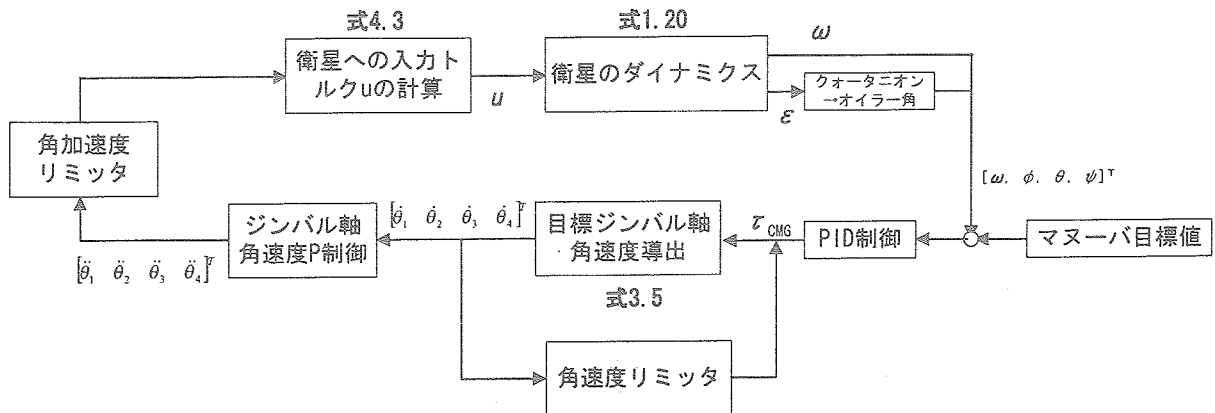 式4.3
式1.20
ω
衛星への入力ト
ルクuの計算
u
衛星のダイナミクス
ε
クォータニオン
→オイラー角
角加速度
リミッタ
[ω, φ, θ, ψ]ᵀ
[θ̇₁ θ̇₂ θ̇₃ θ̇₄]ᵀ
ジンバル軸
角速度P制御
目標ジンバル軸
・角速度導出
τCMG
PID制御
マヌーバ目標値
[θ̈₁ θ̈₂ θ̈₃ θ̈₄]ᵀ
式3.5
角速度リミッタ